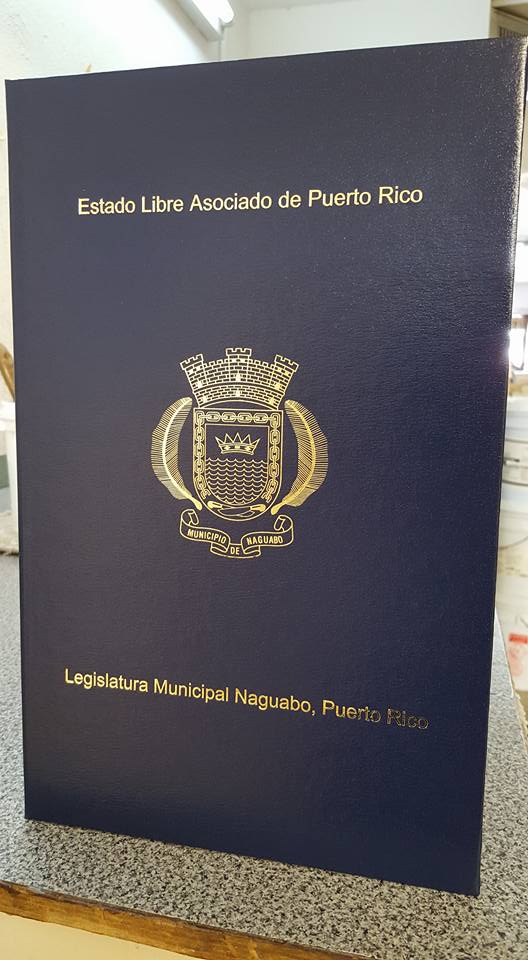 Estado Libre Asociado de Puerto Rico
MUNICIPIO DE NAGUABO
Legislatura Municipal Naguabo, Puerto Rico